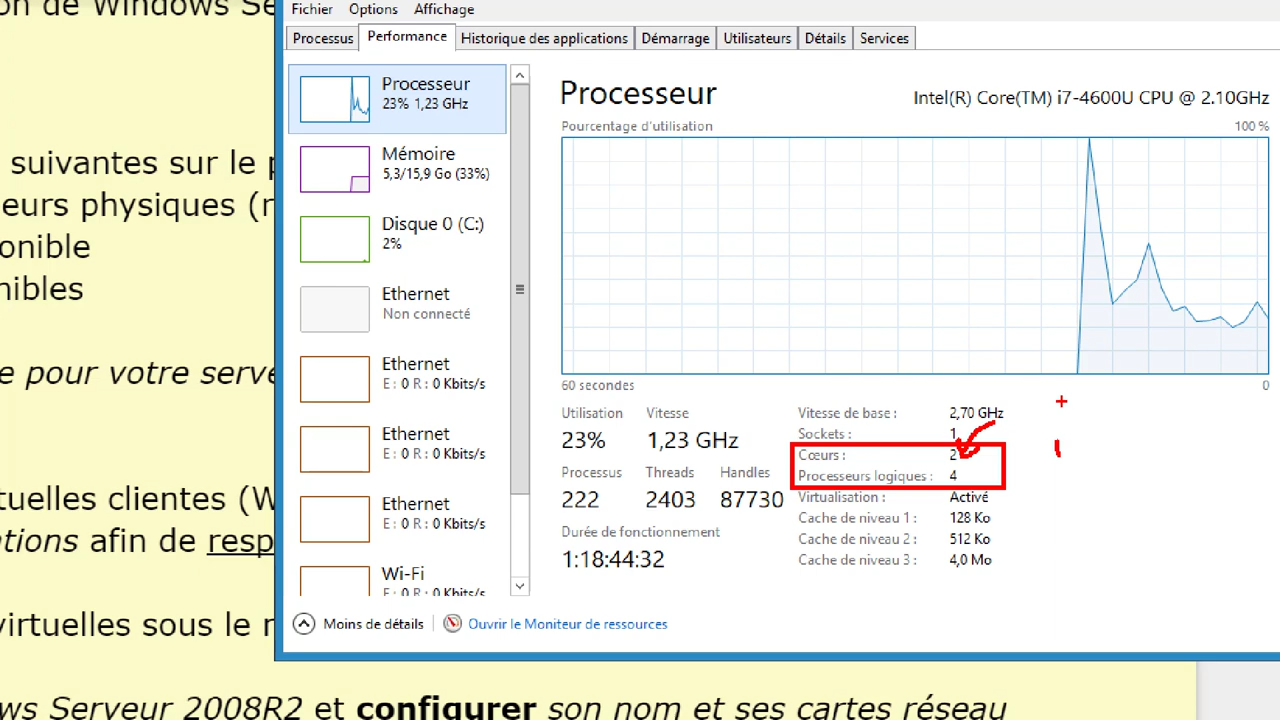 on de Windows Se
suivantes sur le p
eurs physiques (r
onible
nibles
e pour votre serve
tuelles clientes (W
ations afin de resp
virtuelles sous le r
ws Serveur 2008R2 et configurer son nom et ses cartes réseau
Fichier Options Affichage
Processus Performance Historique des applications Démarrage Utilisateurs Détails Services
Processeur
23% 1,23 GHz
Mémoire
5,3/15,9 Go (33%)
Disque 0 (C:)
2%
Ethernet
Non connecté
Ethernet
E : 0 R : 0 Kbits/s
Ethernet
E : 0 R : 0 Kbits/s
Ethernet
E : 0 R : 0 Kbits/s
Wi-Fi
E : 0 R : 0 Kbits/s
Processeur
Intel(R) Core(TM) i7-4600U CPU @ 2.10GHz
Pourcentage d'utilisation 100 %
60 secondes 0
Utilisation Vitesse
23% 1,23 GHz
Processus Threads Handles
222 2403 87730
Durée de fonctionnement
1:18:44:32
Vitesse de base : 2,70 GHz
Sockets : 1
Cœurs : 2
Processeurs logiques : 4
Virtualisation : Activé
Cache de niveau 1 : 128 Ko
Cache de niveau 2 : 512 Ko
Cache de niveau 3 : 4,0 Mo
Moins de détails Ouvrir le Moniteur de ressources